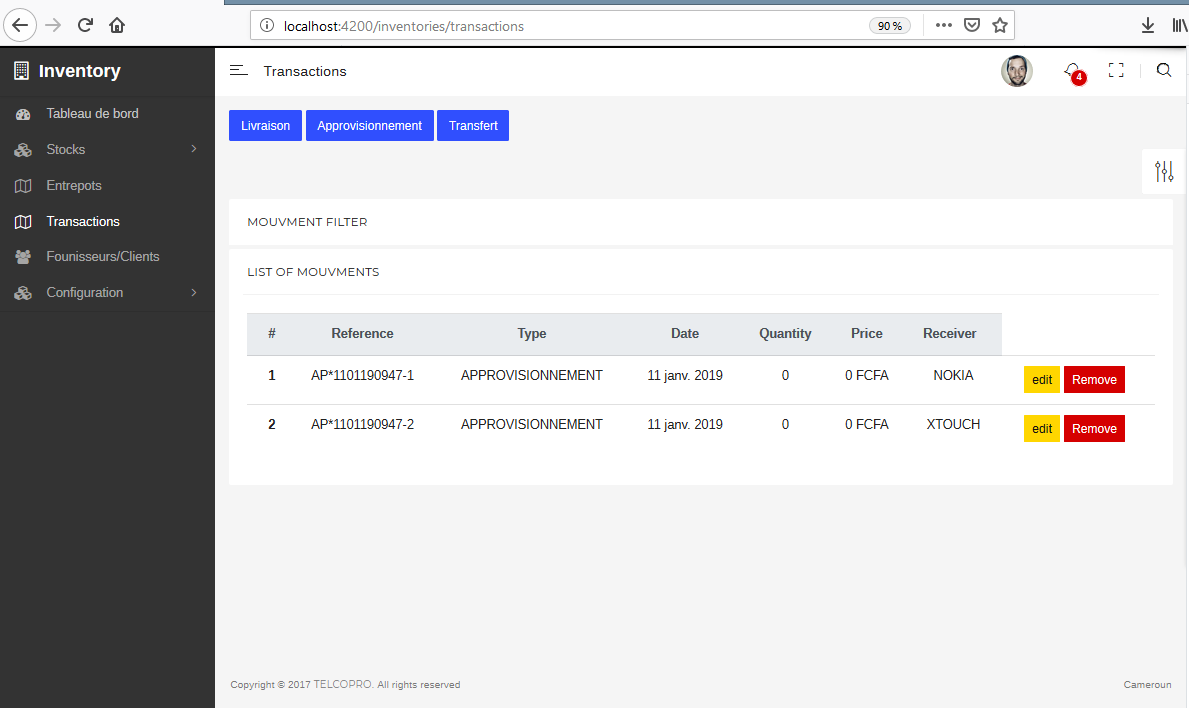 localhost:4200/inventories/transactions
90%
Inventory
Transactions
4
Tableau de bord
Stocks
Entrepots
Transactions
Founisseurs/Clients
Configuration
Livraison Approvisionnement Transfert
MOUVMENT FILTER
LIST OF MOUVMENTS
# Reference Type Date Quantity Price Receiver
1 AP*1101190947-1 APPROVISIONNEMENT 11 janv. 2019 0 0 FCFA NOKIA edit Remove
2 AP*1101190947-2 APPROVISIONNEMENT 11 janv. 2019 0 0 FCFA XTOUCH edit Remove
Copyright © 2017 TELCOPRO. All rights reserved
Cameroun